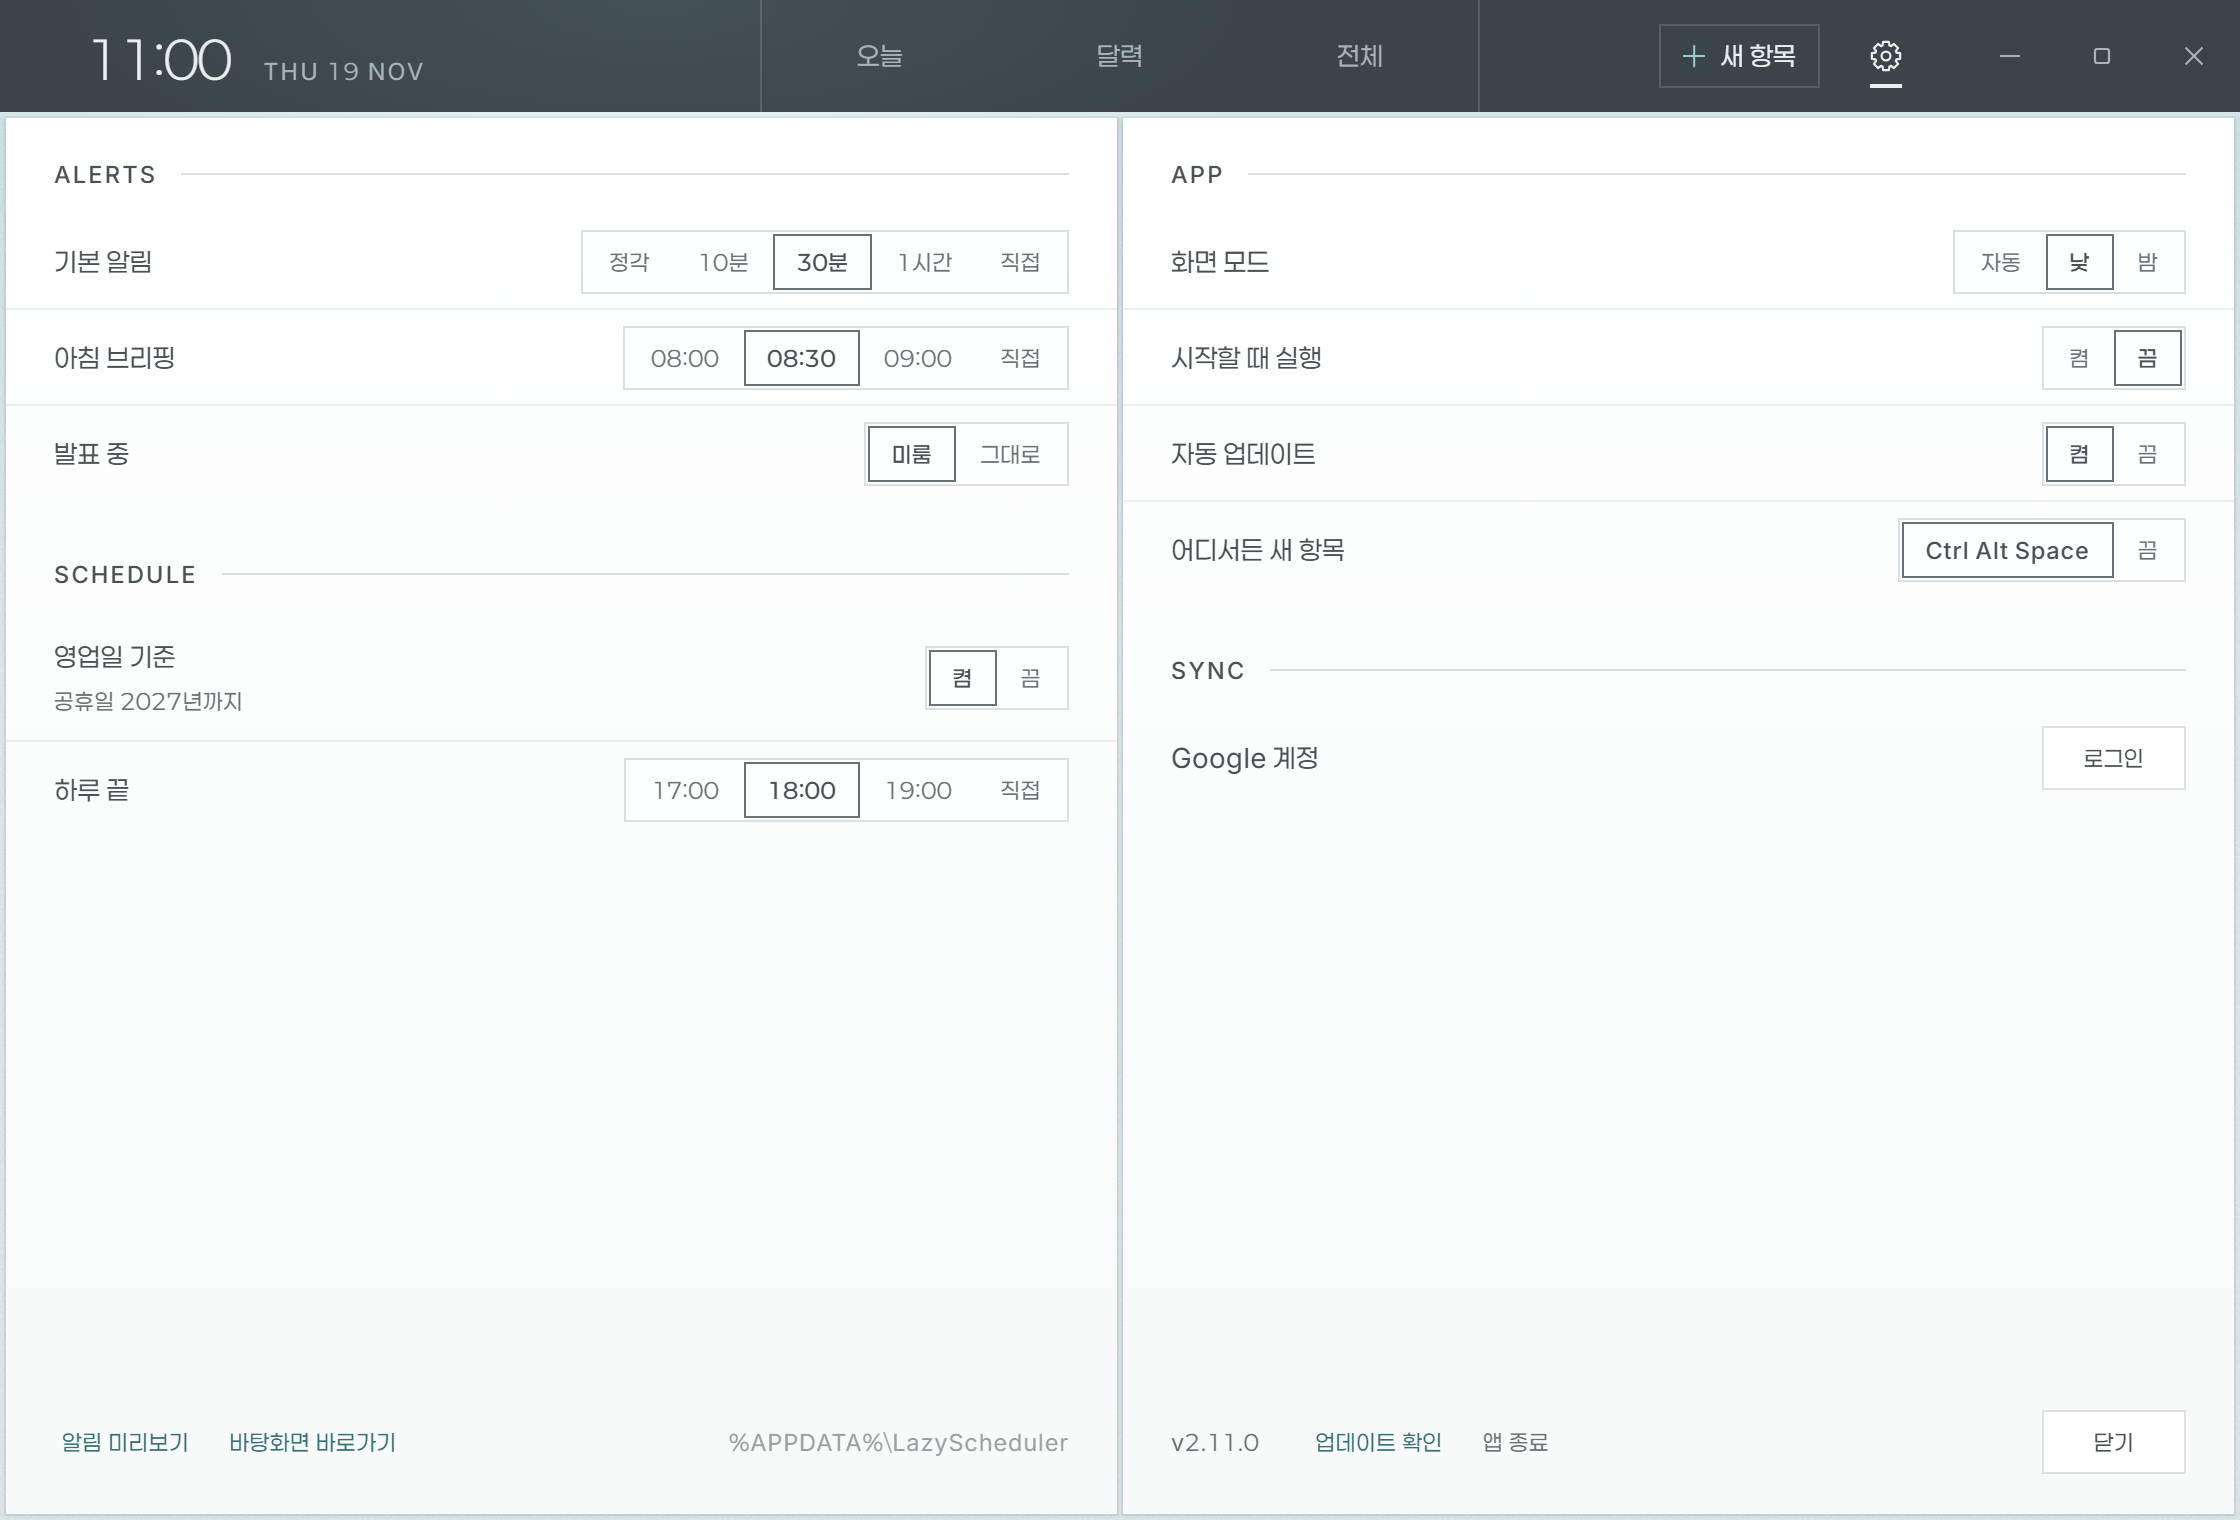 11:00 THU 19 NOV
오늘 달력 전체
새 항목
ALERTS
기본 알림 정각 10분 30분 1시간 직접
아침 브리핑 08:00 08:30 09:00 직접
발표 중 미룸 그대로
SCHEDULE
영업일 기준 켬 끔
공휴일 2027년까지
하루 끝 17:00 18:00 19:00 직접
알림 미리보기 바탕화면 바로가기 %APPDATA%\LazyScheduler
APP
화면 모드 자동 낮 밤
시작할 때 실행 켬 끔
자동 업데이트 켬 끔
어디서든 새 항목 Ctrl Alt Space 끔
SYNC
Google 계정 로그인
v2.11.0 업데이트 확인 앱 종료 닫기